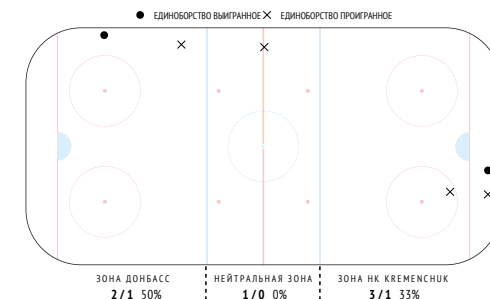 ● ЕДИНОБОРСТВО ВЫИГРАННОЕ ✕ ЕДИНОБОРСТВО ПРОИГРАННОЕ
ЗОНА ДОНБАСС НЕЙТРАЛЬНАЯ ЗОНА ЗОНА НК KREMENCHUK
2/1 50% 1/0 0% 3/1 33%